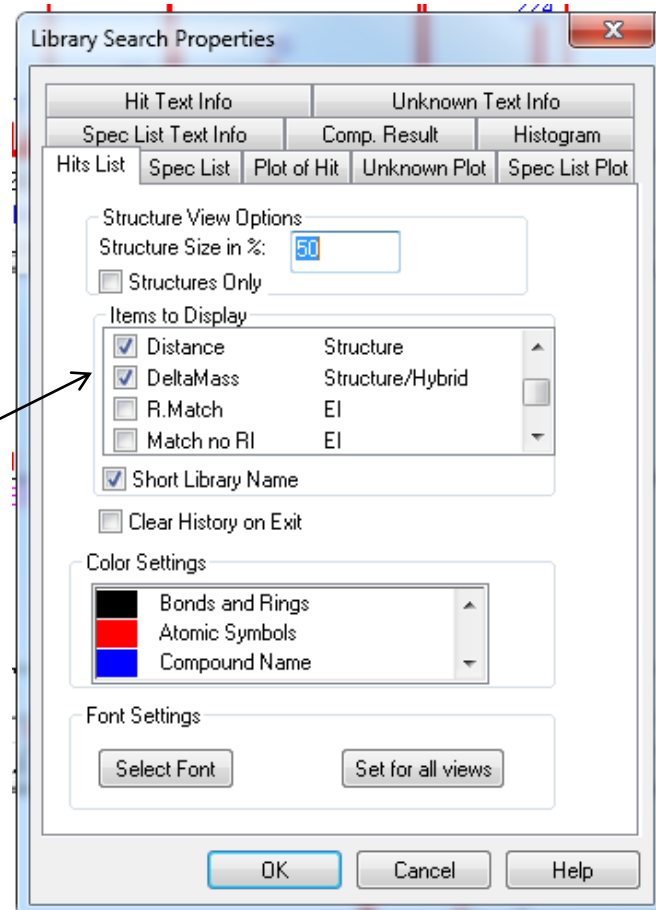 224
Library Search Properties
Hit Text Info Unknown Text Info
Spec List Text Info Comp. Result Histogram
Hits List Spec List Plot of Hit Unknown Plot Spec List Plot
Structure View Options
Structure Size in %: 50
Structures Only
Items to Display
Distance Structure
DeltaMass Structure/Hybrid
R.Match EI
Match no RI EI
Short Library Name
Clear History on Exit
Color Settings
Bonds and Rings
Atomic Symbols
Compound Name
Font Settings
Select Font Set for all views
OK Cancel Help